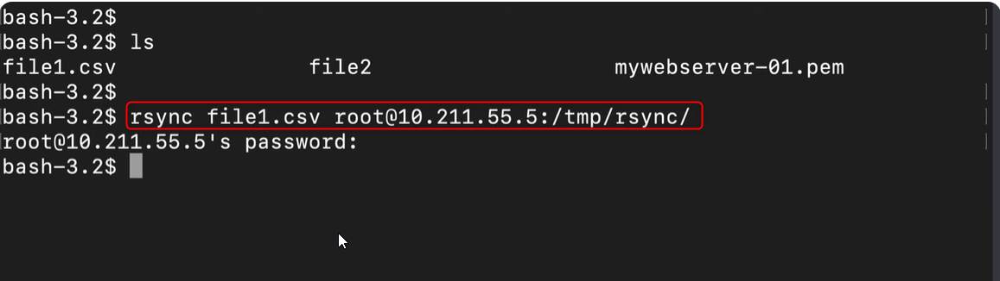 bash-3.2$
bash-3.2$ ls
file1.csv file2 mywebserver-01.pem
bash-3.2$
bash-3.2$ rsync file1.csv root@10.211.55.5:/tmp/rsync/
root@10.211.55.5's password:
bash-3.2$